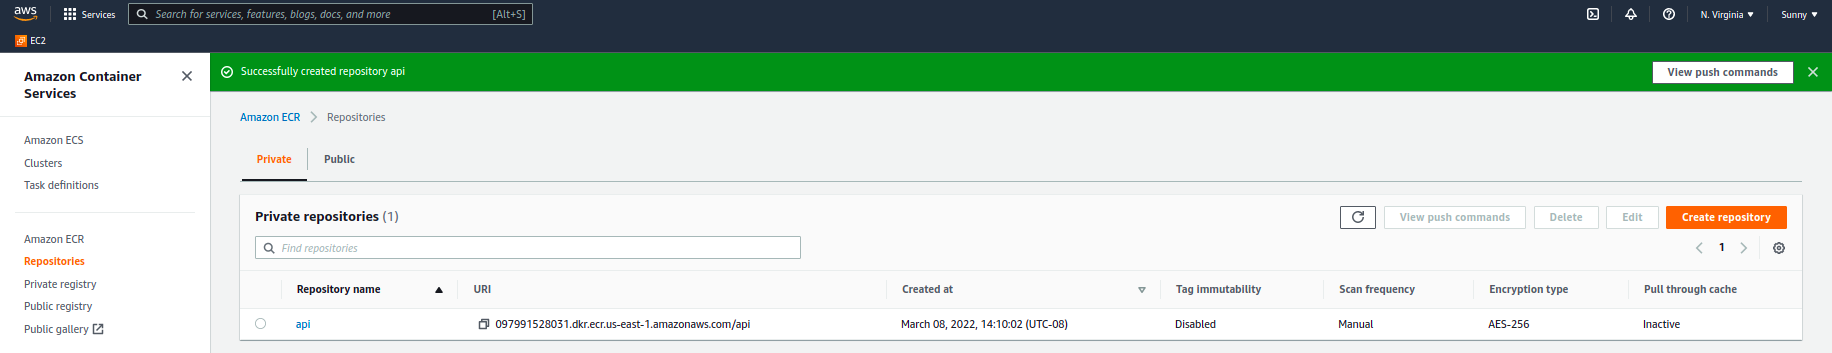 aws Services Search for services, features, blogs, docs, and more [Alt+S] N. Virginia ▼ Sunny ▼
EC2
Amazon Container Services
Amazon ECS
Clusters
Task definitions
Amazon ECR
Repositories
Private registry
Public registry
Public gallery
Successfully created repository api View push commands
Amazon ECR > Repositories
Private Public
Private repositories (1) View push commands Delete Edit Create repository
Find repositories 1
Repository name URI Created at Tag immutability Scan frequency Encryption type Pull through cache
api 097991528031.dkr.ecr.us-east-1.amazonaws.com/api March 08, 2022, 14:10:02 (UTC-08) Disabled Manual AES-256 Inactive